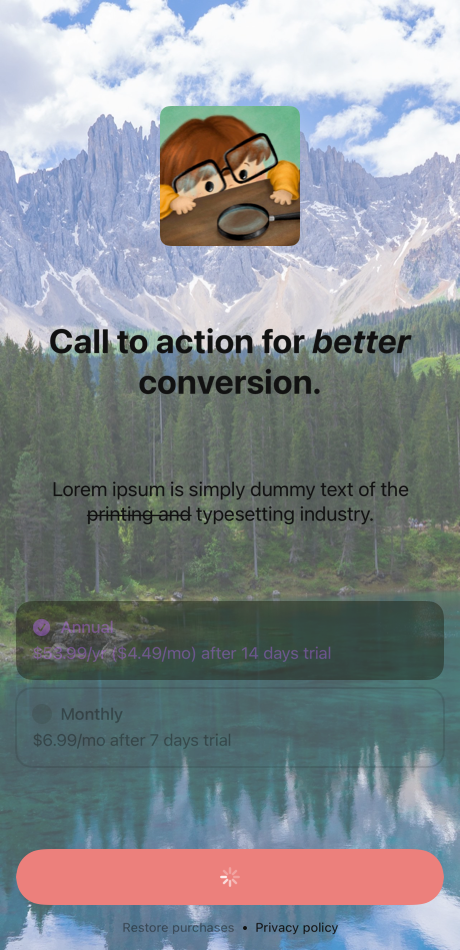 Call to action for better
conversion.
Lorem ipsum is simply dummy text of the
printing and typesetting industry.
Annual
($4.49/mo) after 14 days trial
Monthly
$6.99/mo after 7 days trial
Restore purchases • Privacy policy